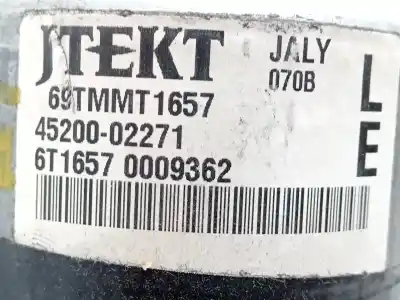 JTEKT JALY
070B
69TMMT1657
45200-02271
6T1657 0009362
L
E